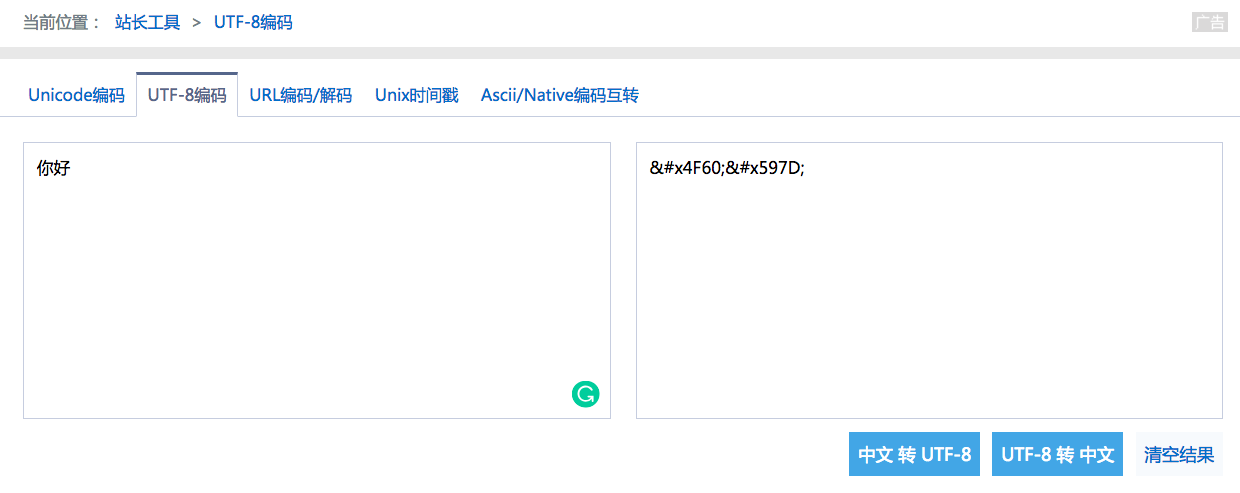 当前位置： 站长工具 > UTF-8编码
广告
Unicode编码 UTF-8编码 URL编码/解码 Unix时间戳 Ascii/Native编码互转
你好
&#x4F60;&#x597D;
中文 转 UTF-8 UTF-8 转 中文 清空结果